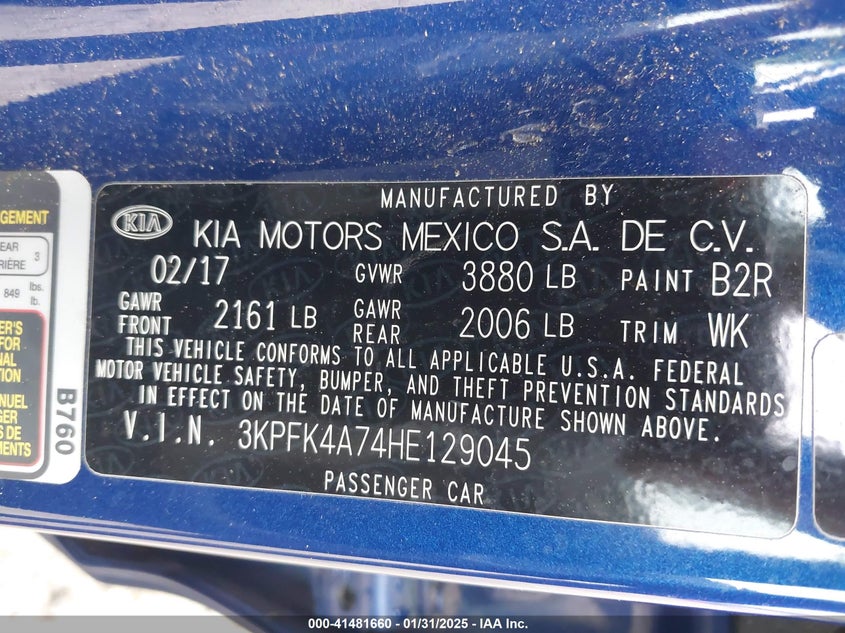 MANUFACTURED BY
KIA KIA MOTORS MEXICO S.A. DE C.V.
02/17 GVWR 3880 LB PAINT B2R
GAWR FRONT 2161 LB GAWR REAR 2006 LB TRIM WK
THIS VEHICLE CONFORMS TO ALL APPLICABLE U.S.A. FEDERAL
MOTOR VEHICLE SAFETY, BUMPER, AND THEFT PREVENTION STANDARDS
IN EFFECT ON THE DATE OF MANUFACTURE SHOWN ABOVE.
V.I.N. 3KPFK4A74HE129045
PASSENGER CAR
3
849 lbs.
lb.
B760
000-41481660 - 01/31/2025 - IAA Inc.